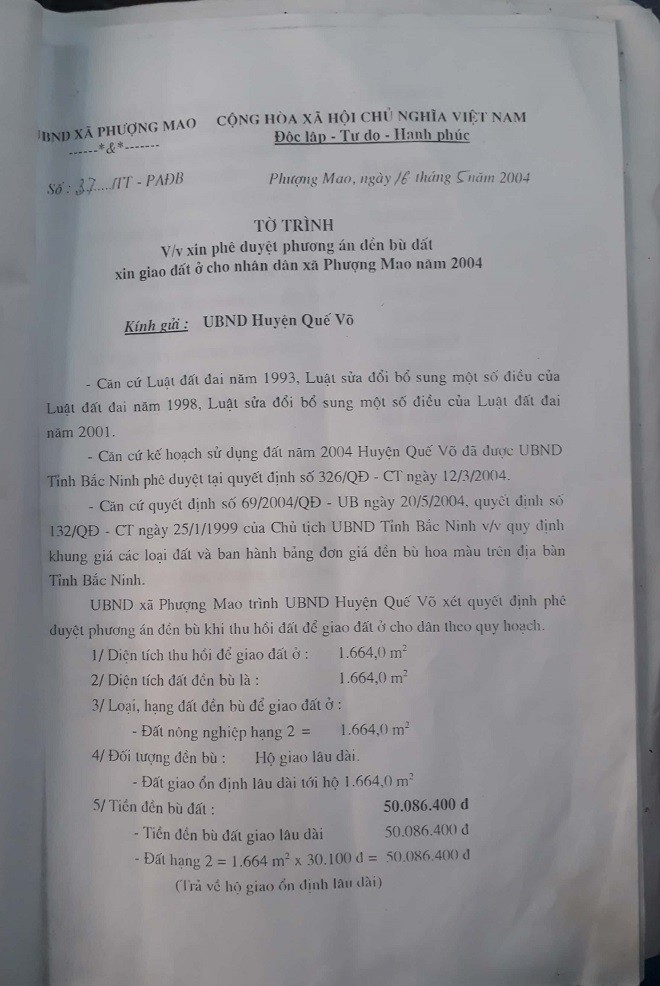 UBND XÃ PHƯỢNG MAO
CỘNG HÒA XÃ HỘI CHỦ NGHĨA VIỆT NAM
------*&*-------
Độc lập - Tự do - Hạnh phúc
Số : 37..../TT - PAĐB
Phượng Mao, ngày 16 tháng 5 năm 2004
TỜ TRÌNH
V/v xin phê duyệt phương án đền bù đất
xin giao đất ở cho nhân dân xã Phượng Mao năm 2004
Kính gửi : UBND Huyện Quế Võ
- Căn cứ Luật đất đai năm 1993, Luật sửa đổi bổ sung một số điều của
Luật đất đai năm 1998, Luật sửa đổi bổ sung một số điều của Luật đất đai
năm 2001.
- Căn cứ kế hoạch sử dụng đất năm 2004 Huyện Quế Võ đã được UBND
Tỉnh Bắc Ninh phê duyệt tại quyết định số 326/QĐ - CT ngày 12/3/2004.
- Căn cứ quyết định số 69/2004/QĐ - UB ngày 20/5/2004, quyết định số
132/QĐ - CT ngày 25/1/1999 của Chủ tịch UBND Tỉnh Bắc Ninh v/v quy định
khung giá các loại đất và ban hành bảng đơn giá đền bù hoa màu trên địa bàn
Tỉnh Bắc Ninh.
UBND xã Phượng Mao trình UBND Huyện Quế Võ xét quyết định phê
duyệt phương án đền bù khi thu hồi đất để giao đất ở cho dân theo quy hoạch.
1/ Diện tích thu hồi để giao đất ở : 1.664,0 m²
2/ Diện tích đất đền bù là : 1.664,0 m²
3/ Loại, hạng đất đền bù để giao đất ở :
- Đất nông nghiệp hạng 2 = 1.664,0 m²
4/ Đối tượng đền bù : Hộ giao lâu dài.
- Đất giao ổn định lâu dài tới hộ 1.664,0 m²
5/ Tiền đền bù đất : 50.086.400 đ
- Tiền đền bù đất giao lâu dài 50.086.400 đ
- Đất hạng 2 = 1.664 m² x 30.100 đ = 50.086.400 đ
(Trả về hộ giao ổn định lâu dài)